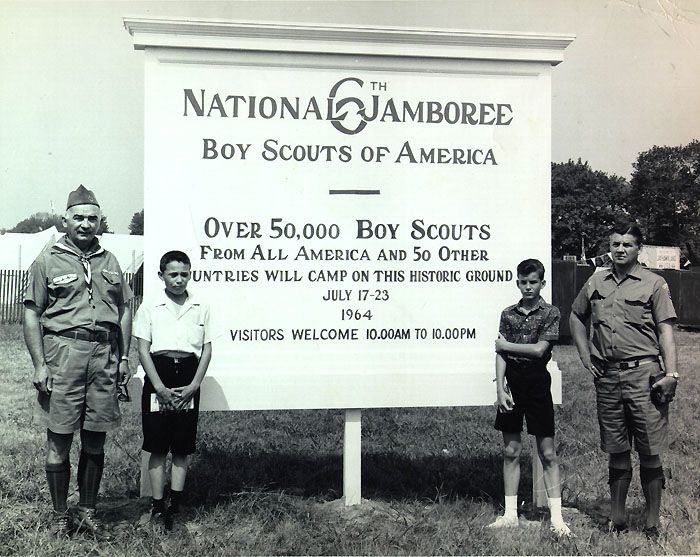 6TH
NATIONAL JAMBOREE
BOY SCOUTS OF AMERICA
OVER 50,000 BOY SCOUTS
FROM ALL AMERICA AND 50 OTHER
UNTRIES WILL CAMP ON THIS HISTORIC GROUND
JULY 17-23
1964
VISITORS WELCOME 10.00AM TO 10.00PM